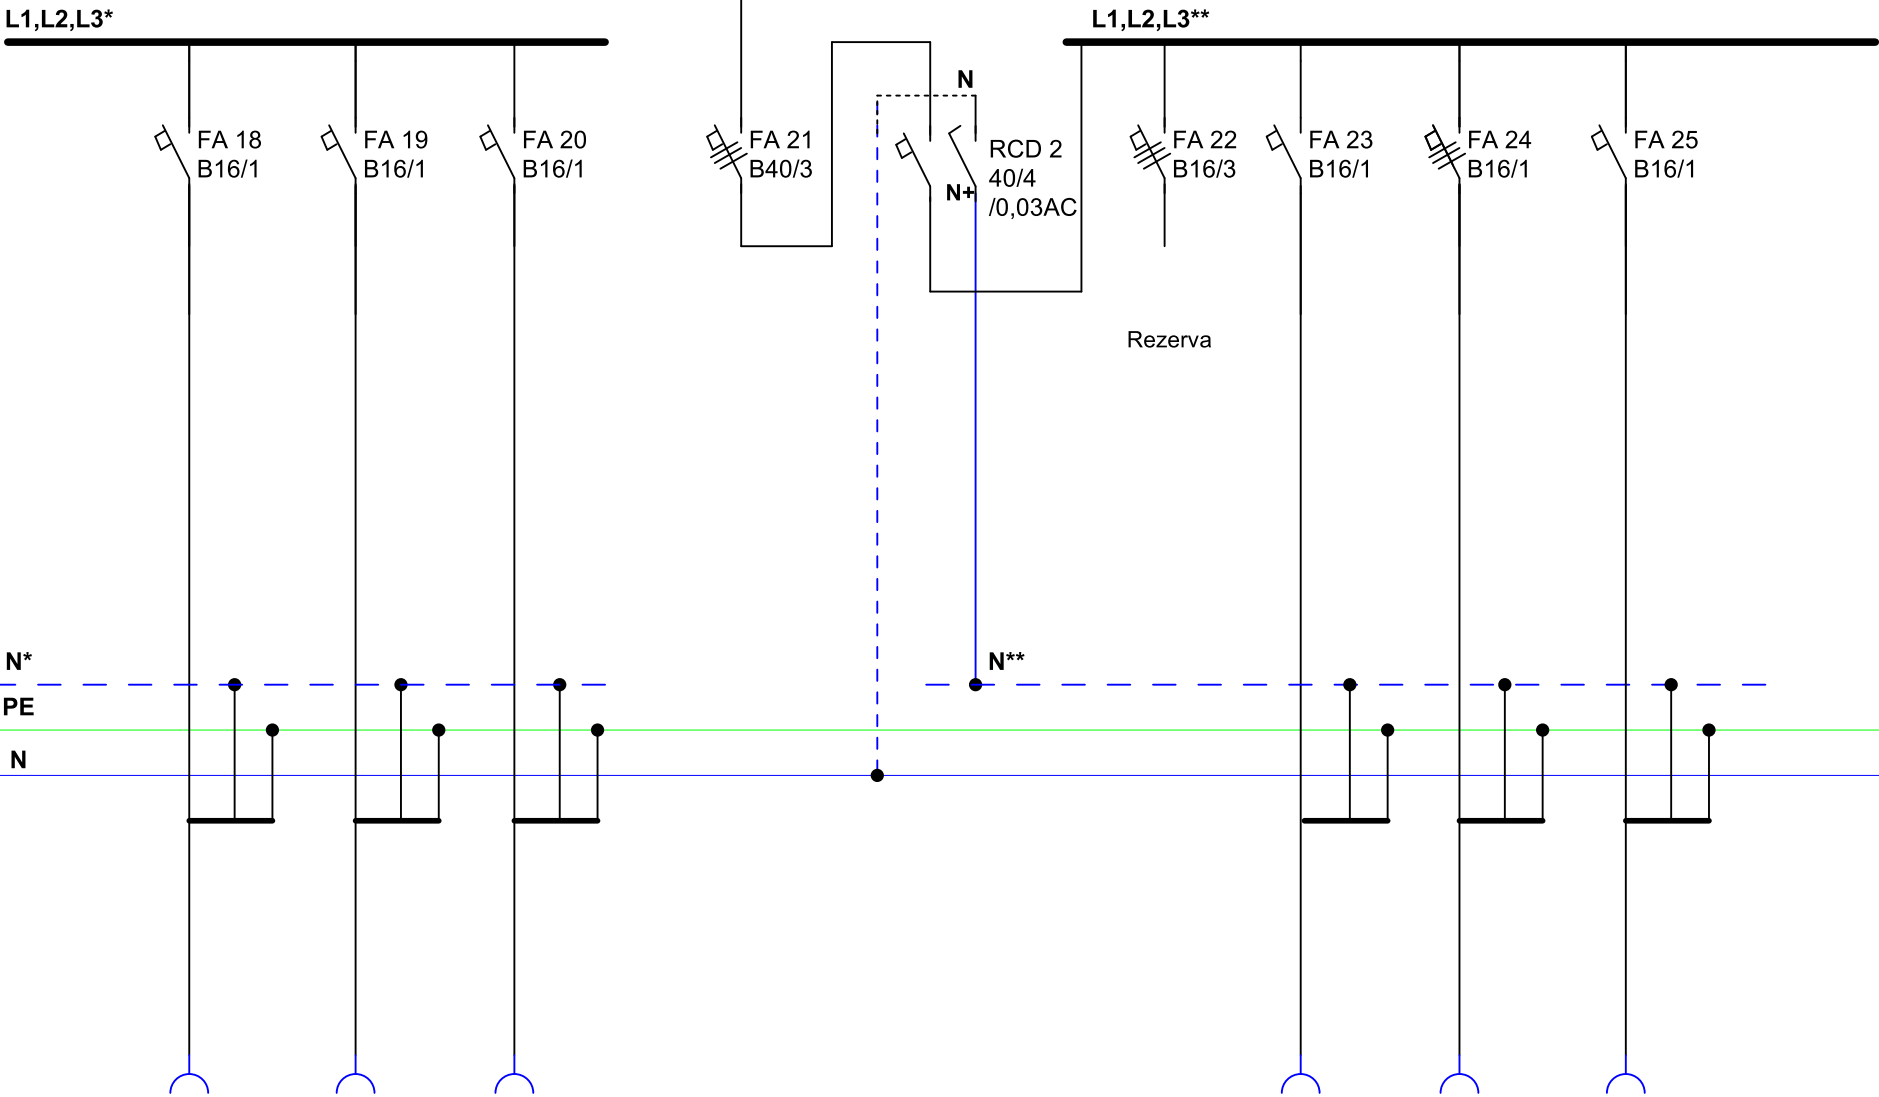 L1,L2,L3*
L1,L2,L3**
N
FA 18
B16/1
FA 19
B16/1
FA 20
B16/1
FA 21
B40/3
N+
RCD 2
40/4
/0,03AC
FA 22
B16/3
FA 23
B16/1
FA 24
B16/1
FA 25
B16/1
Rezerva
N*
N**
PE
N